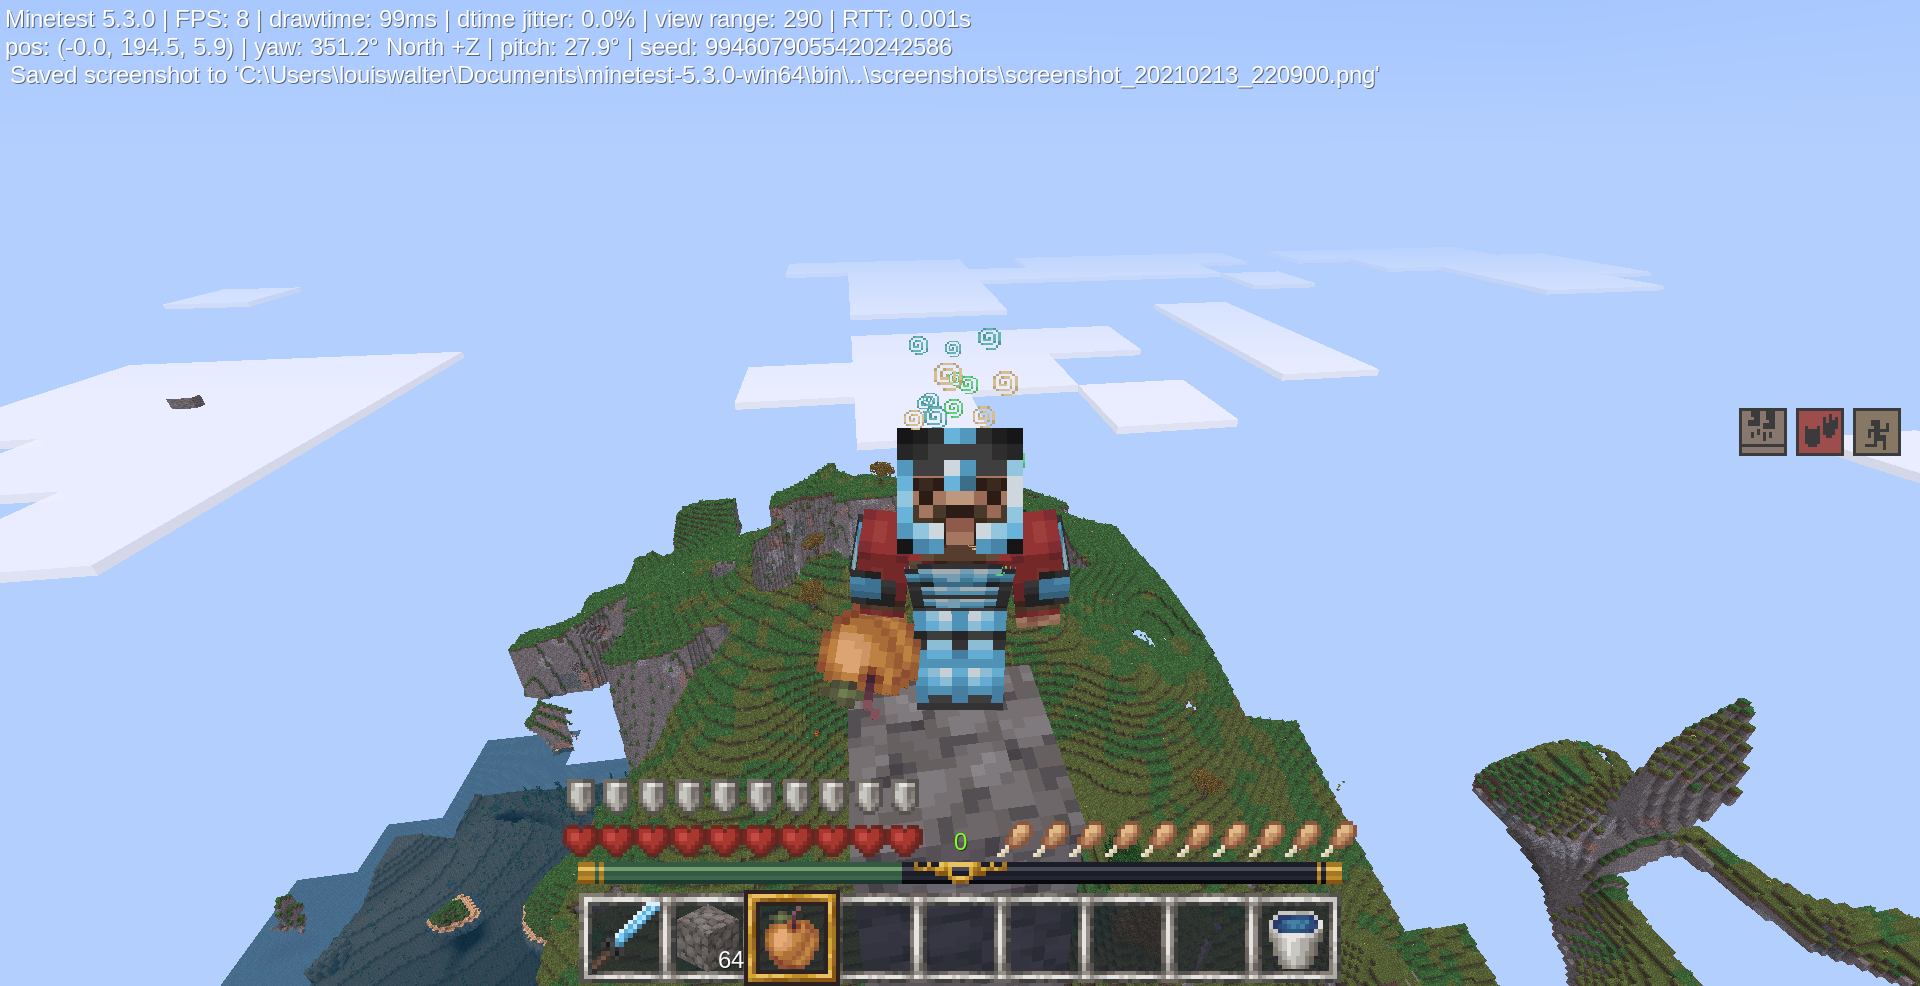 Minetest 5.3.0 | FPS: 8 | drawtime: 99ms | dtime jitter: 0.0% | view range: 290 | RTT: 0.001s
pos: (-0.0, 194.5, 5.9) | yaw: 351.2° North +Z | pitch: 27.9° | seed: 9946079055420242586
Saved screenshot to 'C:\Users\louiswalter\Documents\minetest-5.3.0-win64\bin\..\screenshots\screenshot_20210213_220900.png'
0
64